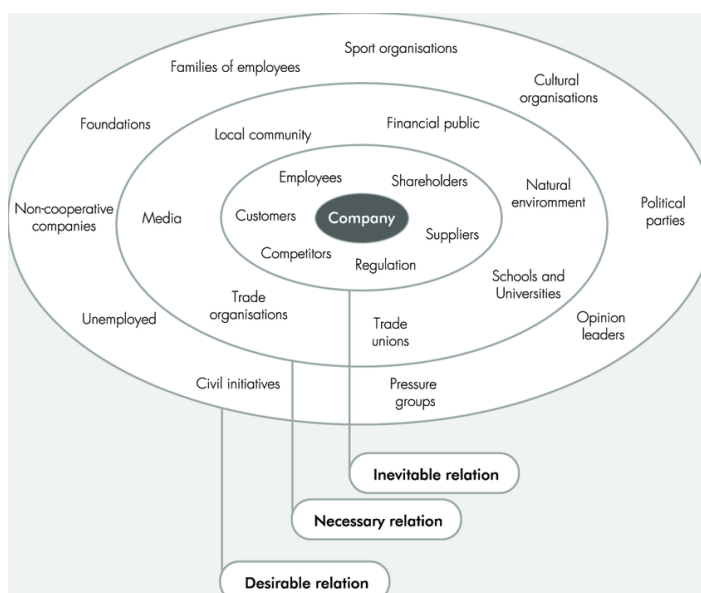 Sport organisations
Families of employees
Cultural
organisations
Foundations
Financial public
Local community
Employees
Shareholders
Natural
enviromment
Non-cooperative
companies
Media
Customers
Company
Political
parties
Suppliers
Competitors
Regulation
Schools and
Universities
Trade
organisations
Unemployed
Trade
unions
Opinion
leaders
Civil initiatives
Pressure
groups
Inevitable relation
Necessary relation
Desirable relation